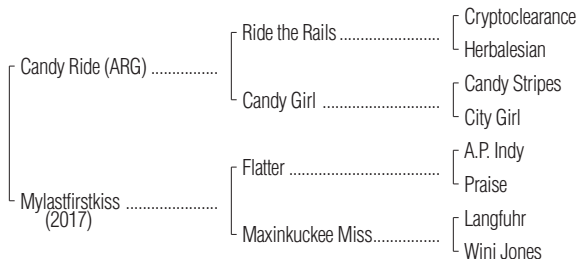 Cryptoclearance
Ride the Rails ....................
Herbalesian
Candy Ride (ARG) ................
Candy Stripes
Candy Girl .............................
City Girl
A.P. Indy
Flatter .....................................
Praise
Mylastfirstkiss ......................
(2017)
Langfuhr
Maxinkuckee Miss................
Wini Jones